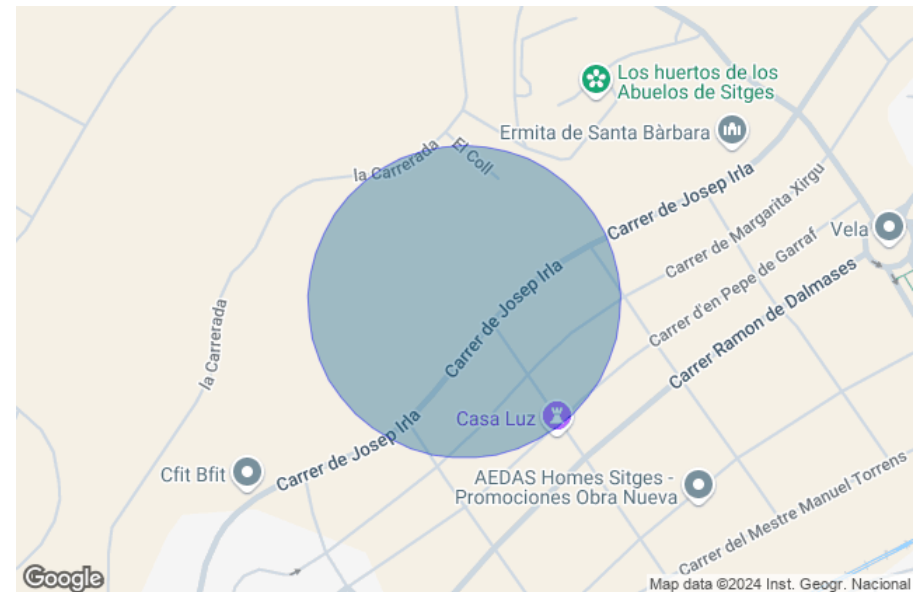 Los huertos de los
Abuelos de Sitges
Ermita de Santa Bàrbara
la Carrerada
El Coll
Carrer de Josep Irla
Carrer de Margarita Xirgu
Vela
Carrer d'en Pepe de Garraf
Carrer de Josep Irla
Carrer Ramon de Dalmases
la Carrerada
Casa Luz
Carrer de Josep Irla
Cfit Bfit
AEDAS Homes Sitges -
Promociones Obra Nueva
Carrer del Mestre Manuel Torrens
Google
Map data ©2024 Inst. Geogr. Nacional